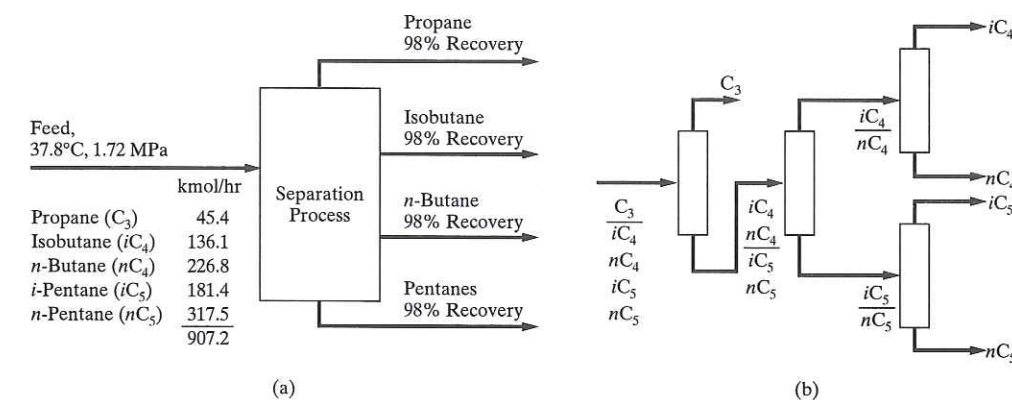 Propane
98% Recovery
Isobutane
98% Recovery
n-Butane
98% Recovery
Pentanes
98% Recovery
Feed,
37.8°C, 1.72 MPa
Separation
Process
kmol/hr
Propane (C₃) 45.4
Isobutane (iC₄) 136.1
n-Butane (nC₄) 226.8
i-Pentane (iC₅) 181.4
n-Pentane (nC₅) 317.5
907.2
(a)
C₃
iC₄
nC₄
iC₅
nC₅
C₃
iC₄
nC₄
iC₅
nC₅
iC₄
nC₄
iC₄
nC₄
iC₅
nC₅
iC₅
nC₅
(b)